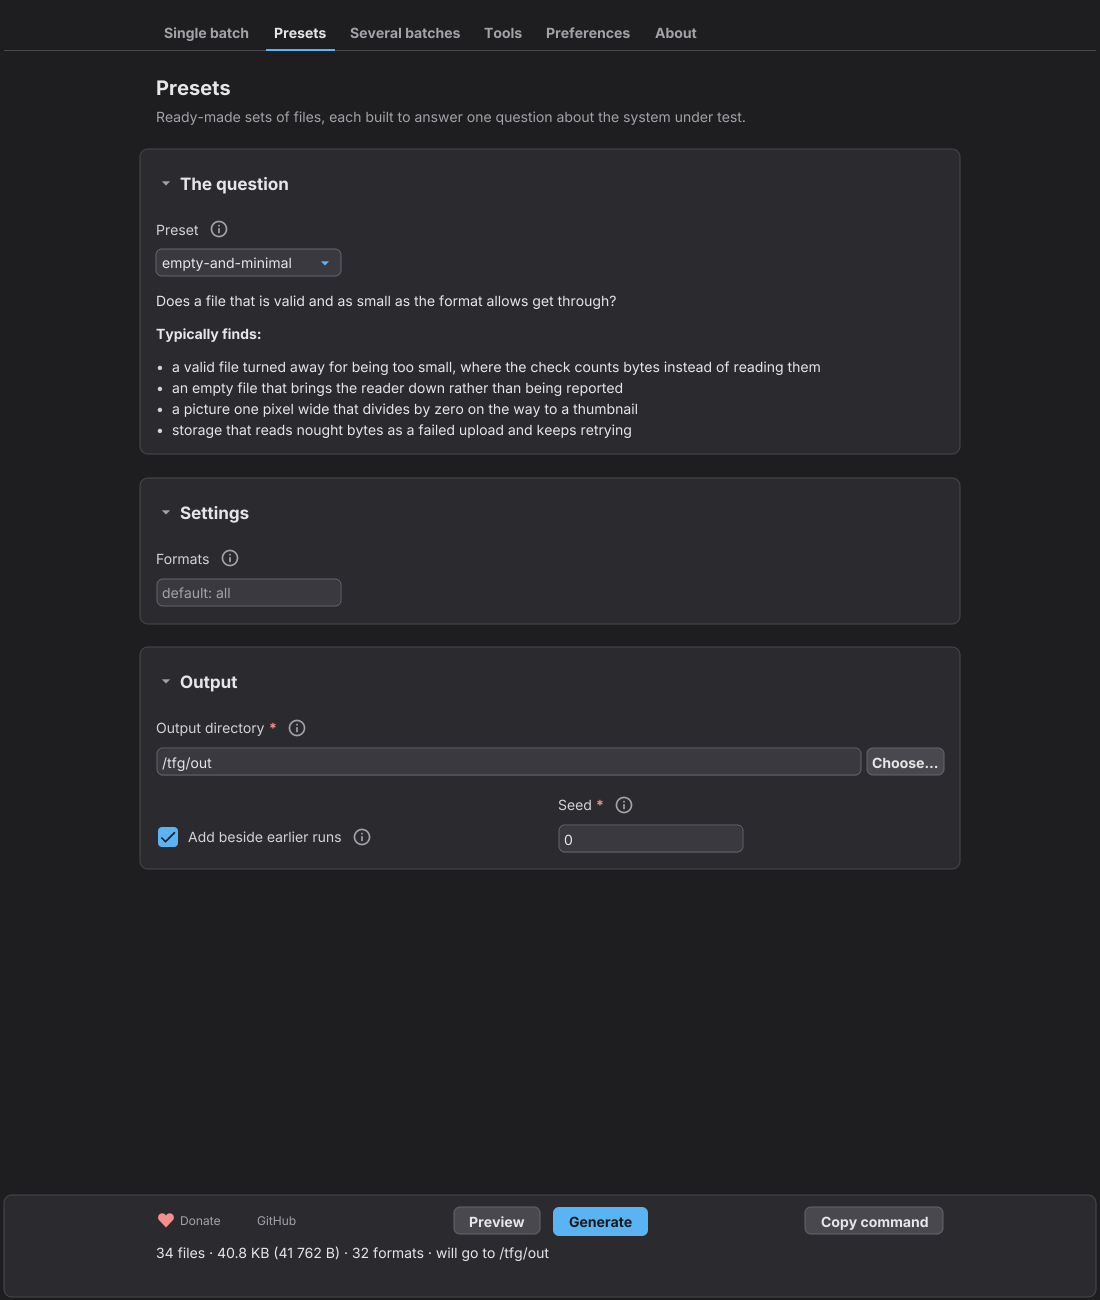 Single batch Presets Several batches Tools Preferences About
Presets
Ready-made sets of files, each built to answer one question about the system under test.
The question
Preset
empty-and-minimal
Does a file that is valid and as small as the format allows get through?
Typically finds:
• a valid file turned away for being too small, where the check counts bytes instead of reading them
• an empty file that brings the reader down rather than being reported
• a picture one pixel wide that divides by zero on the way to a thumbnail
• storage that reads nought bytes as a failed upload and keeps retrying
Settings
Formats
default: all
Output
Output directory *
/tfg/out Choose...
Seed *
Add beside earlier runs
0
Donate GitHub Preview Generate Copy command
34 files · 40.8 KB (41 762 B) · 32 formats · will go to /tfg/out